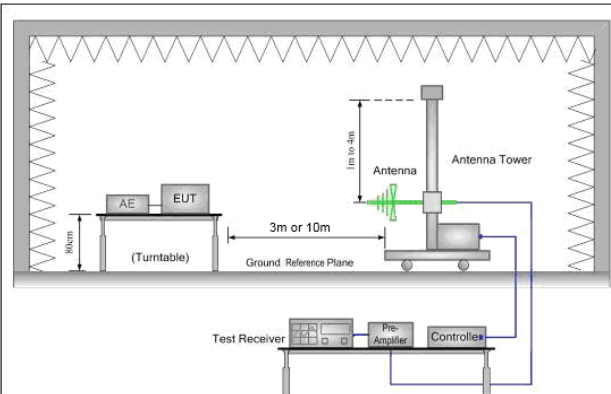 1m to 4m
Antenna
Antenna Tower
AE
EUT
80cm
3m or 10m
(Turntable)
Ground Reference Plane
Test Receiver
Pre-
Amplifier
Controller